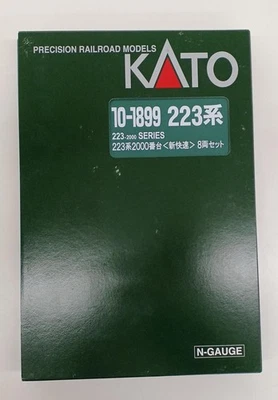 PRECISION RAILROAD MODELS
KATO
10-1899 223系
223-2000 SERIES
223系2000番台<新快速> 8両セット
N-GAUGE